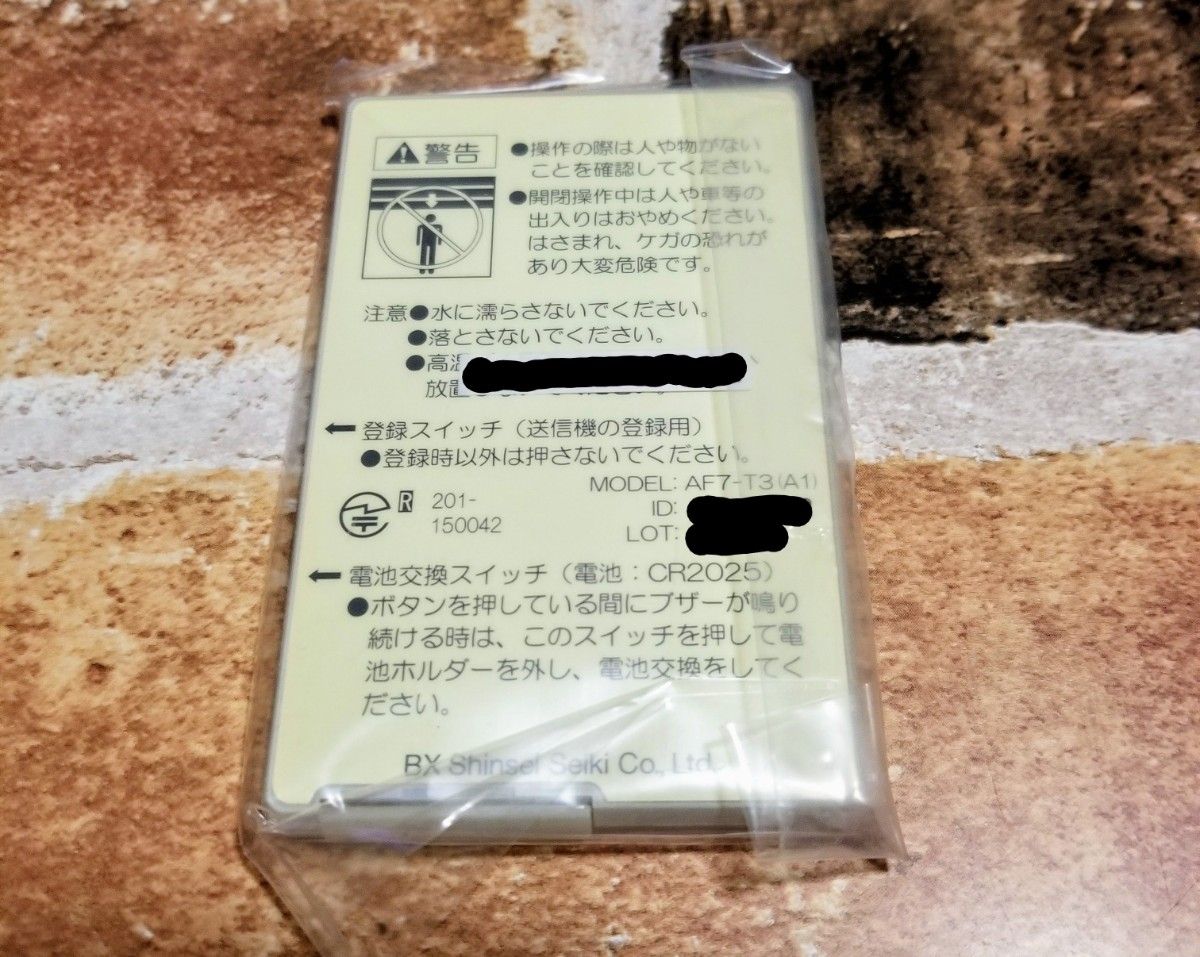 警告
●操作の際は人や物がない
ことを確認してください。
●開閉操作中は人や車等の
出入りはおやめください。
はさまれ、ケガの恐れが
あり大変危険です。
注意●水に濡らさないでください。
●落とさないでください。
●高温
放置
登録スイッチ（送信機の登録用）
●登録時以外は押さないでください。
MODEL: AF7-T3(A1)
R 201-
150042
ID:
LOT:
電池交換スイッチ（電池：CR2025）
●ボタンを押している間にブザーが鳴り
続ける時は、このスイッチを押して電
池ホルダーを外し、電池交換をしてく
ださい。
BX Shinsei Seiki Co., Ltd.